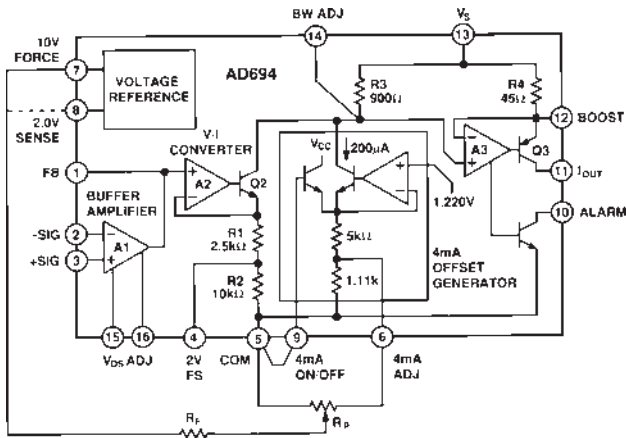 BW ADJ
VS
14
13
10V
FORCE
7
VOLTAGE
REFERENCE
AD694
R3
900Ω
R4
45Ω
2.0V
SENSE
8
12
BOOST
V-I
CONVERTER
VCC
200μA
A3
Q3
FB
1
A2
Q2
11
IOUT
BUFFER
AMPLIFIER
1.220V
10
ALARM
-SIG
2
A1
+SIG
3
R1
2.5kΩ
5kΩ
R2
10kΩ
1.11k
4mA
OFFSET
GENERATOR
15
16
4
5
9
6
VOS ADJ
2V
FS
COM
4mA
ON/OFF
4mA
ADJ
RF
RP